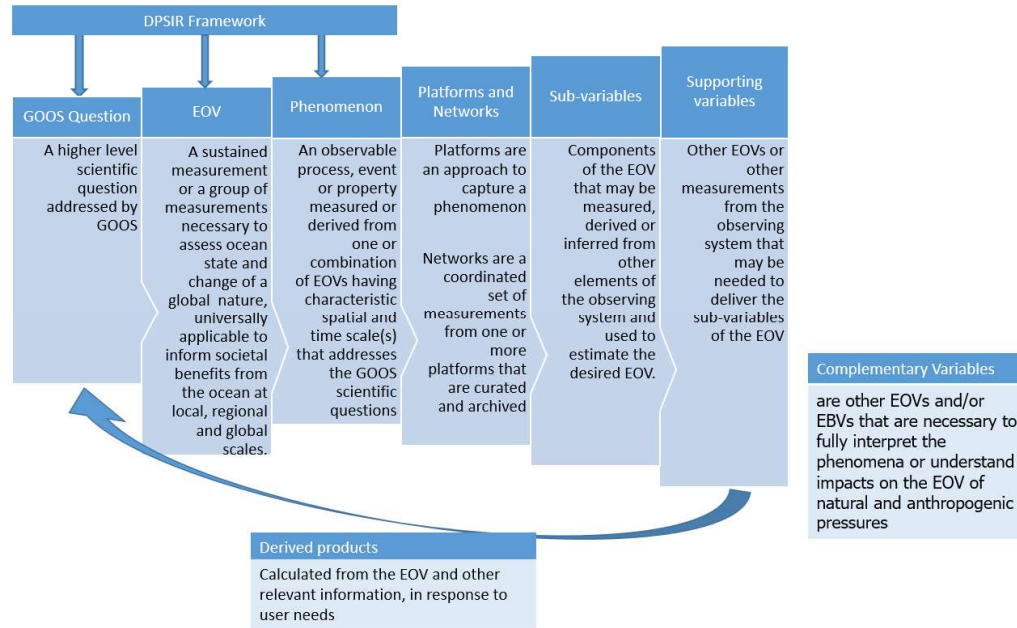 DPSIR Framework
GOOS Question
A higher level
scientific
question
addressed by
GOOS
EOV
A sustained
measurement
or a group of
measurements
necessary to
assess ocean
state and
change of a
global nature,
universally
applicable to
inform societal
benefits from
the ocean at
local, regional
and global
scales.
Phenomenon
An observable
process, event
or property
measured or
derived from
one or
combination
of EOVs having
characteristic
spatial and
time scale(s)
that addresses
the GOOS
scientific
questions
Platforms and
Networks
Platforms are
an approach to
capture a
phenomenon
Networks are a
coordinated
set of
measurements
from one or
more
platforms that
are curated
and archived
Sub-variables
Components
of the EOV
that may be
measured,
derived or
inferred from
other
elements of
the observing
system and
used to
estimate the
desired EOV.
Supporting
variables
Other EOVs or
other
measurements
from the
observing
system that
may be
needed to
deliver the
sub-variables
of the EOV
Complementary Variables
are other EOVs and/or
EBVs that are necessary to
fully interpret the
phenomena or understand
impacts on the EOV of
natural and anthropogenic
pressures
Derived products
Calculated from the EOV and other
relevant information, in response to
user needs